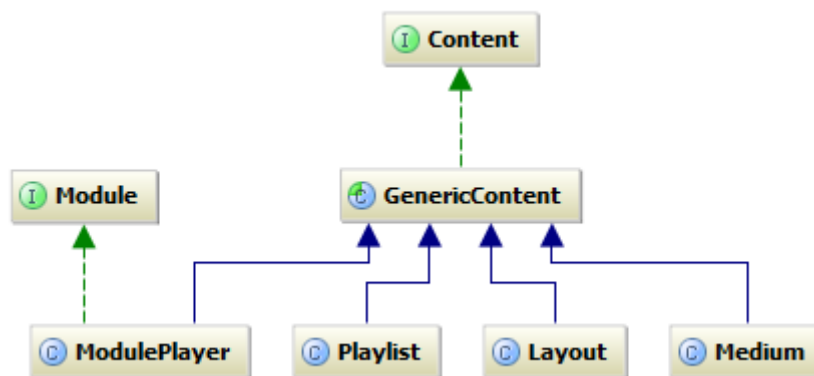 I Content
I Module
C GenericContent
C ModulePlayer
C Playlist
C Layout
C Medium